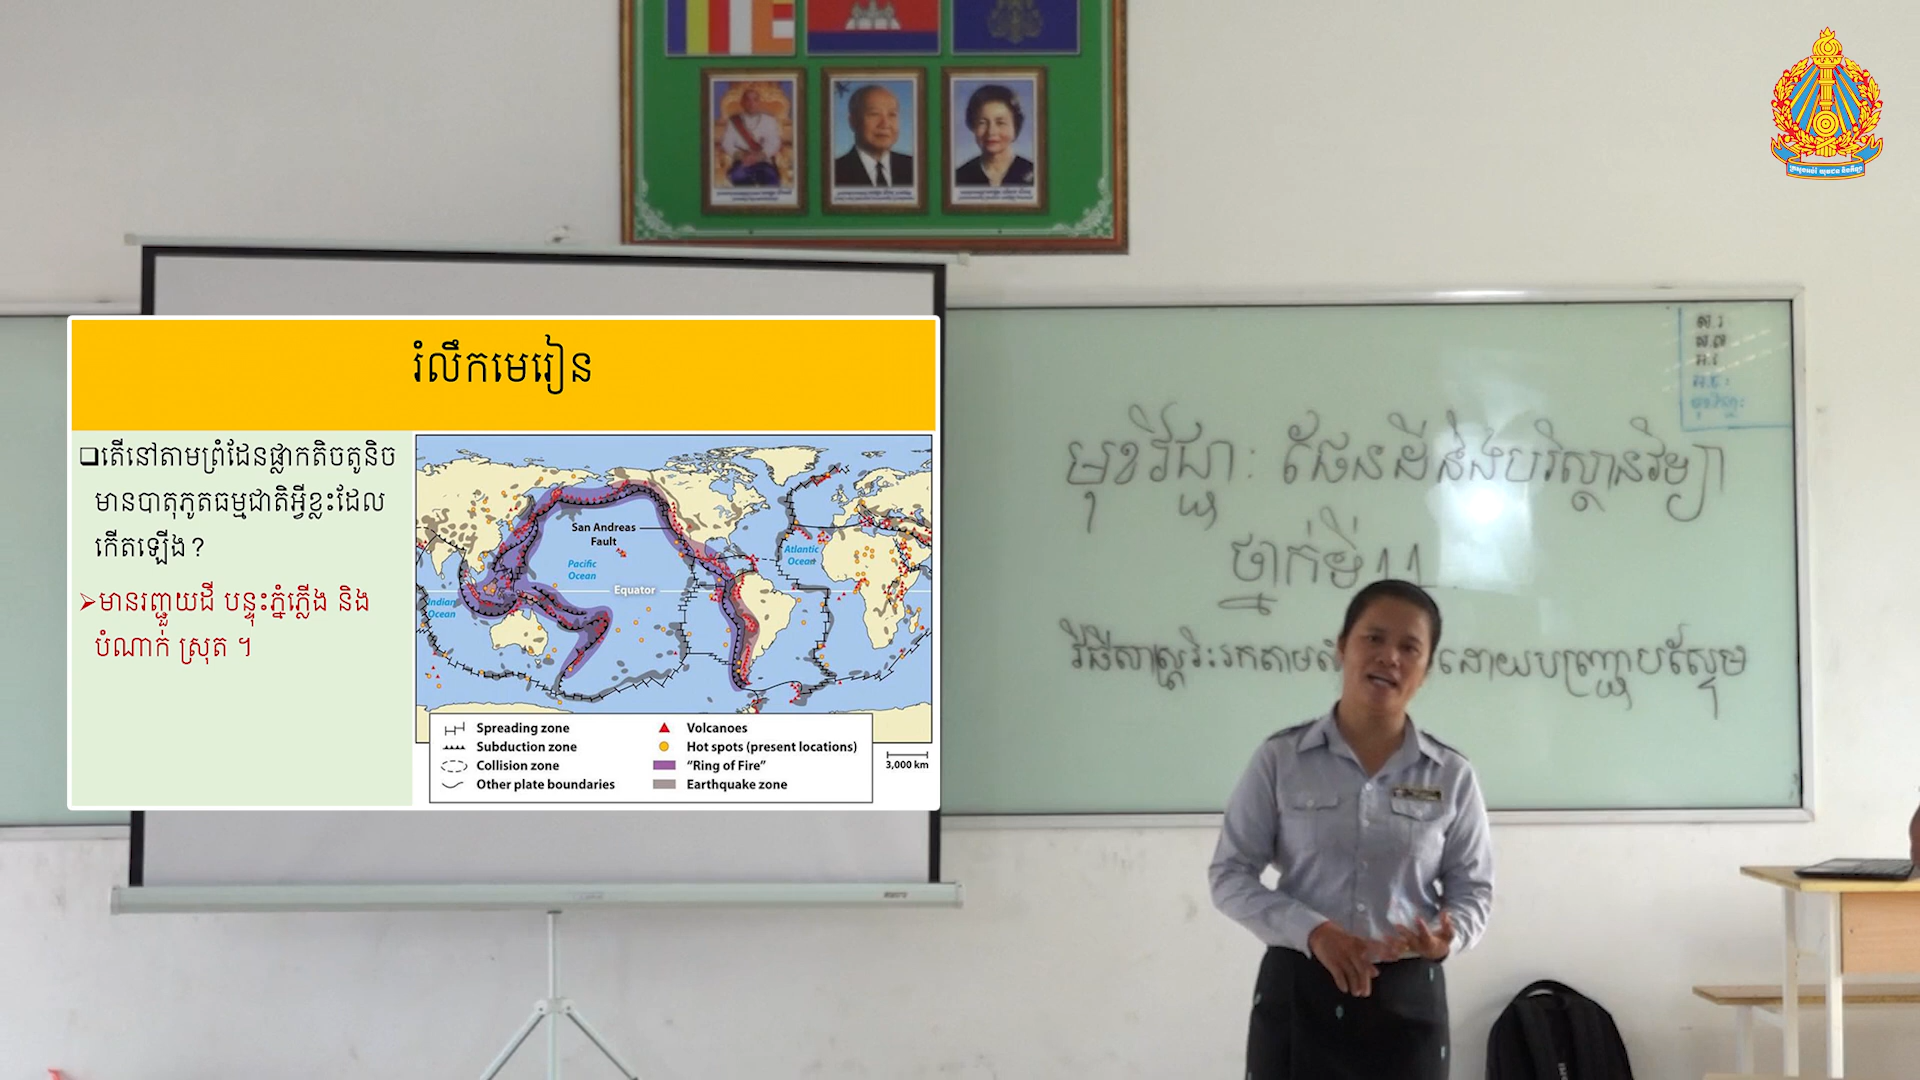 រំលឹកមេរៀន
❑តើនៅតាមព្រំដែនផ្លាកតិចតូនិច
មានបាតុភូតធម្មជាតិអ្វីខ្លះដែល
កើតឡើង?
➢មានរញ្ជួយដី បន្ទុះភ្នំភ្លើង និង
បំណាក់ ស្រុត ។
San Andreas
Fault
Pacific
Ocean
Atlantic
Ocean
Equator
Indian
Ocean
Spreading zone
Subduction zone
Collision zone
Other plate boundaries
Volcanoes
Hot spots (present locations)
"Ring of Fire"
Earthquake zone
3,000 km
មុខវិជ្ជា: ផែនដីនិងបរិស្ថានវិទ្យា
ថ្នាក់ទី 11
វិធីសាស្ត្ររិះរកតាម ដោយបញ្ជ្រាបស្ទែម